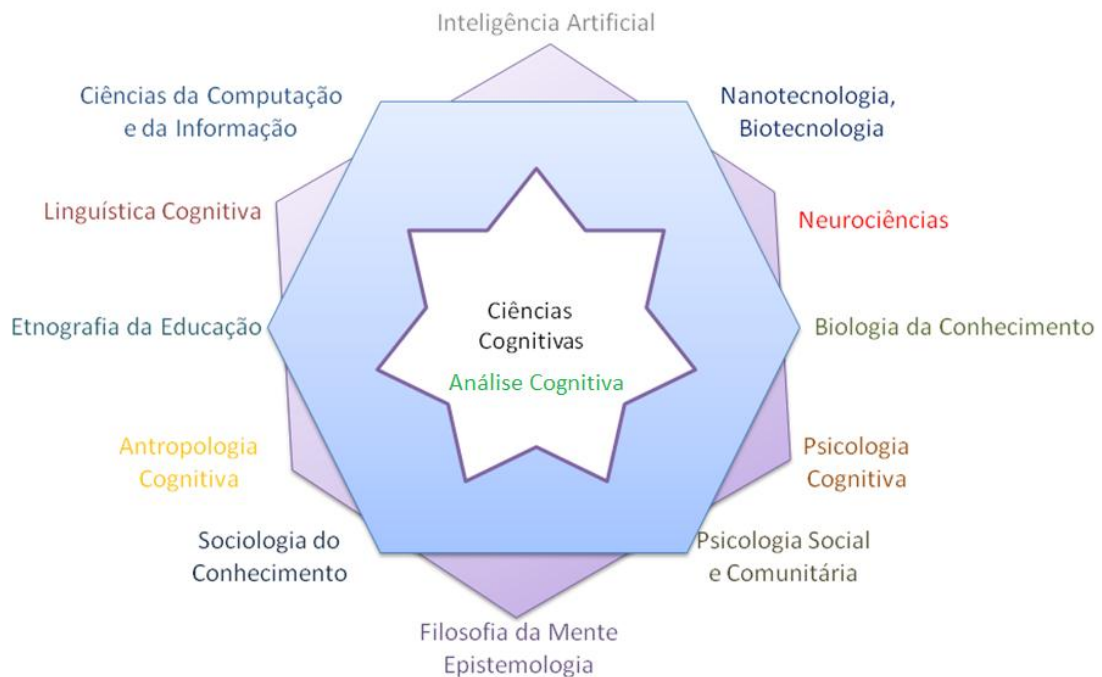 Inteligência Artificial
Ciências da Computação
e da Informação
Nanotecnologia,
Biotecnologia
Linguística Cognitiva
Neurociências
Ciências
Cognitivas
Análise Cognitiva
Etnografia da Educação
Biologia da Conhecimento
Antropologia
Cognitiva
Psicologia
Cognitiva
Sociologia do
Conhecimento
Psicologia Social
e Comunitária
Filosofia da Mente
Epistemologia